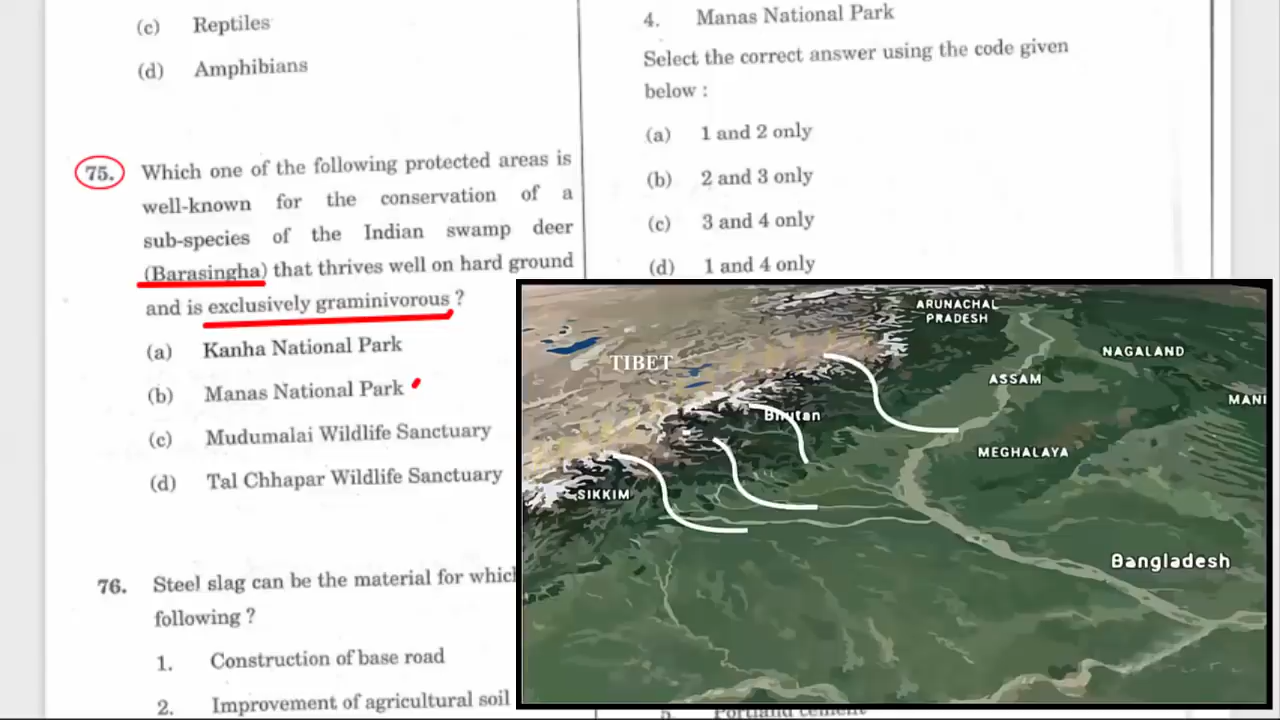 (c) Reptiles
(d) Amphibians
75. Which one of the following protected areas is
well-known for the conservation of a
sub-species of the Indian swamp deer
(Barasingha) that thrives well on hard ground
and is exclusively graminivorous ?
(a) Kanha National Park
(b) Manas National Park
(c) Mudumalai Wildlife Sanctuary
(d) Tal Chhapar Wildlife Sanctuary
76. Steel slag can be the material for which
following ?
1. Construction of base road
2. Improvement of agricultural soil
4. Manas National Park
Select the correct answer using the code given
below :
(a) 1 and 2 only
(b) 2 and 3 only
(c) 3 and 4 only
(d) 1 and 4 only
ARUNACHAL
PRADESH
TIBET
NAGALAND
ASSAM
MANI
Bhutan
MEGHALAYA
SIKKIM
Bangladesh
Portland cement